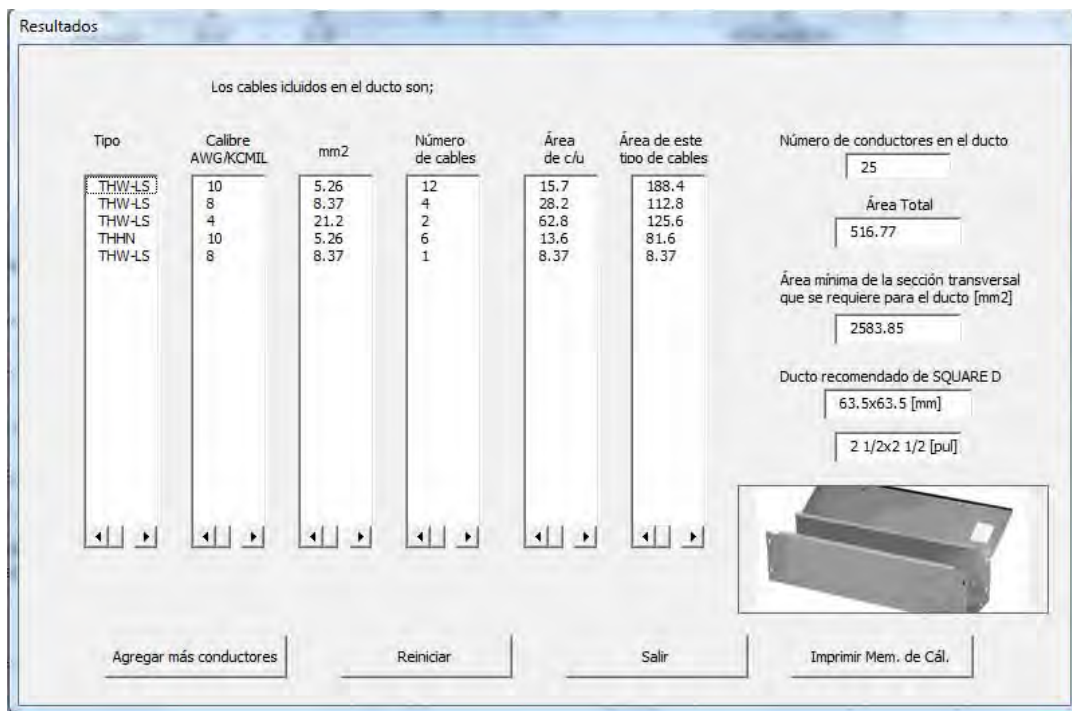 Resultados
Los cables icluidos en el ducto son;
Tipo Calibre AWG/KCMIL mm2 Número de cables Área de c/u Área de este tipo de cables
THW-LS 10 5.26 12 15.7 188.4
THW-LS 8 8.37 4 28.2 112.8
THW-LS 4 21.2 2 62.8 125.6
THHN 10 5.26 6 13.6 81.6
THW-LS 8 8.37 1 8.37 8.37
Número de conductores en el ducto
25
Área Total
516.77
Área mínima de la sección transversal
que se requiere para el ducto [mm2]
2583.85
Ducto recomendado de SQUARE D
63.5x63.5 [mm]
2 1/2x2 1/2 [pul]
Agregar más conductores Reiniciar Salir Imprimir Mem. de Cál.